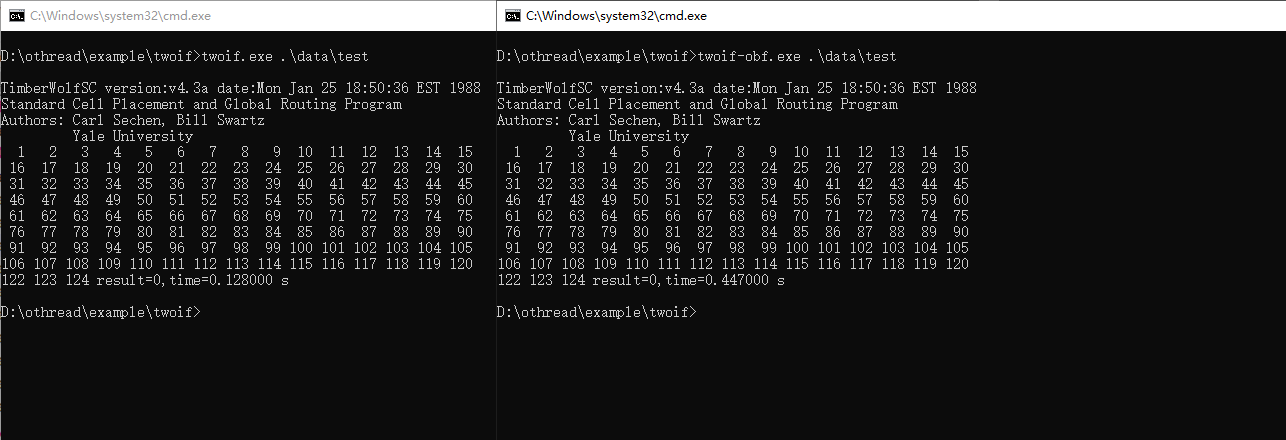 C:\Windows\system32\cmd.exe
D:\othread\example\twoif>twoif.exe .\data\test
TimberWolfSC version:v4.3a date:Mon Jan 25 18:50:36 EST 1988
Standard Cell Placement and Global Routing Program
Authors: Carl Sechen, Bill Swartz
Yale University
1 2 3 4 5 6 7 8 9 10 11 12 13 14 15
16 17 18 19 20 21 22 23 24 25 26 27 28 29 30
31 32 33 34 35 36 37 38 39 40 41 42 43 44 45
46 47 48 49 50 51 52 53 54 55 56 57 58 59 60
61 62 63 64 65 66 67 68 69 70 71 72 73 74 75
76 77 78 79 80 81 82 83 84 85 86 87 88 89 90
91 92 93 94 95 96 97 98 99 100 101 102 103 104 105
106 107 108 109 110 111 112 113 114 115 116 117 118 119 120
122 123 124 result=0,time=0.128000 s
D:\othread\example\twoif>
C:\Windows\system32\cmd.exe
D:\othread\example\twoif>twoif-obf.exe .\data\test
TimberWolfSC version:v4.3a date:Mon Jan 25 18:50:36 EST 1988
Standard Cell Placement and Global Routing Program
Authors: Carl Sechen, Bill Swartz
Yale University
1 2 3 4 5 6 7 8 9 10 11 12 13 14 15
16 17 18 19 20 21 22 23 24 25 26 27 28 29 30
31 32 33 34 35 36 37 38 39 40 41 42 43 44 45
46 47 48 49 50 51 52 53 54 55 56 57 58 59 60
61 62 63 64 65 66 67 68 69 70 71 72 73 74 75
76 77 78 79 80 81 82 83 84 85 86 87 88 89 90
91 92 93 94 95 96 97 98 99 100 101 102 103 104 105
106 107 108 109 110 111 112 113 114 115 116 117 118 119 120
122 123 124 result=0,time=0.447000 s
D:\othread\example\twoif>